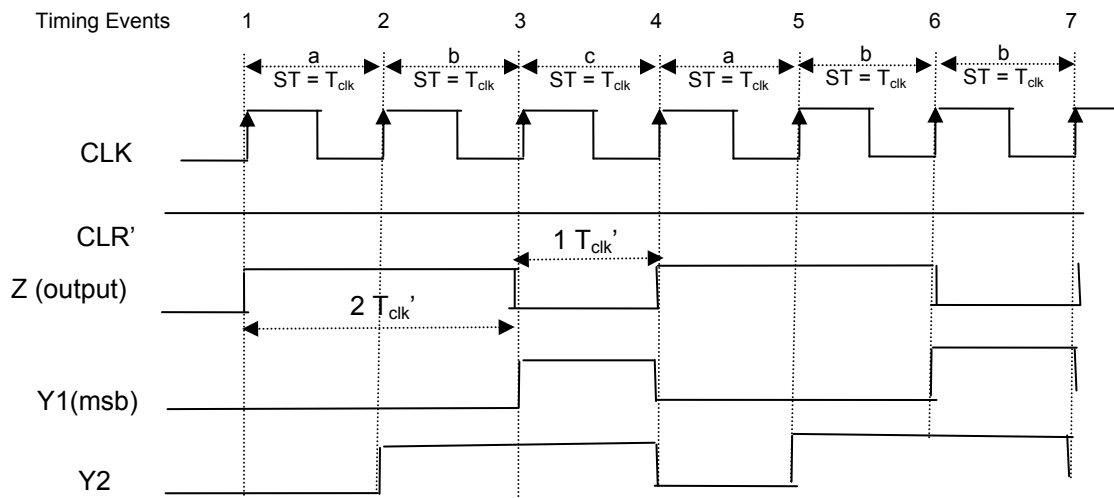 Timing Events 1 2 3 4 5 6 7
a b c a b b
ST = Tclk ST = Tclk ST = Tclk ST = Tclk ST = Tclk ST = Tclk
CLK
CLR’
1 Tclk’
Z (output)
2 Tclk’
Y1(msb)
Y2